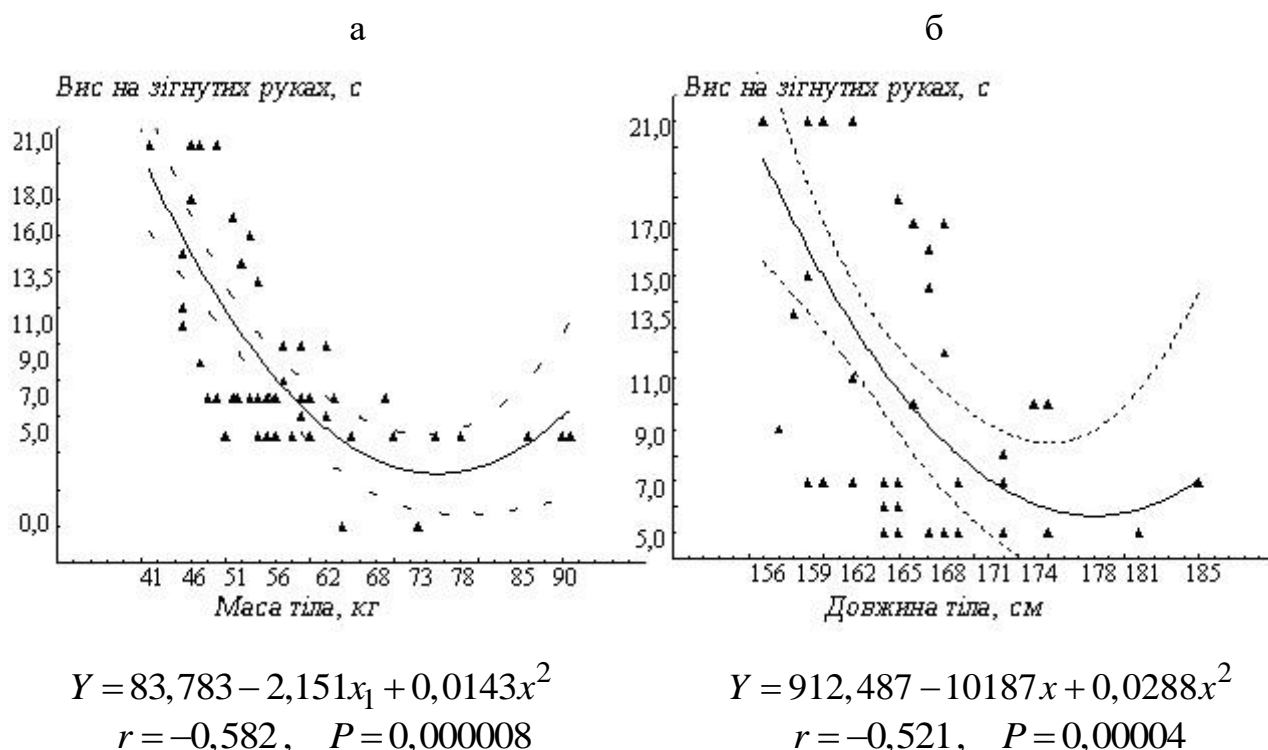 а
Вис на зігнутих руках, с
21,0
18,0
16,0
13,5
11,0
9,0
7,0
5,0
0,0
41 46 51 56 62 68 73 78 85 90
Маса тіла, кг
Y = 83,783 − 2,151x₁ + 0,0143x²
r = −0,582, P = 0,000008
б
Вис на зігнутих руках, с
21,0
17,0
15,0
13,5
11,0
9,0
7,0
5,0
156 159 162 165 168 171 174 178 181 185
Довжина тіла, см
Y = 912,487 − 10187x + 0,0288x²
r = −0,521, P = 0,00004